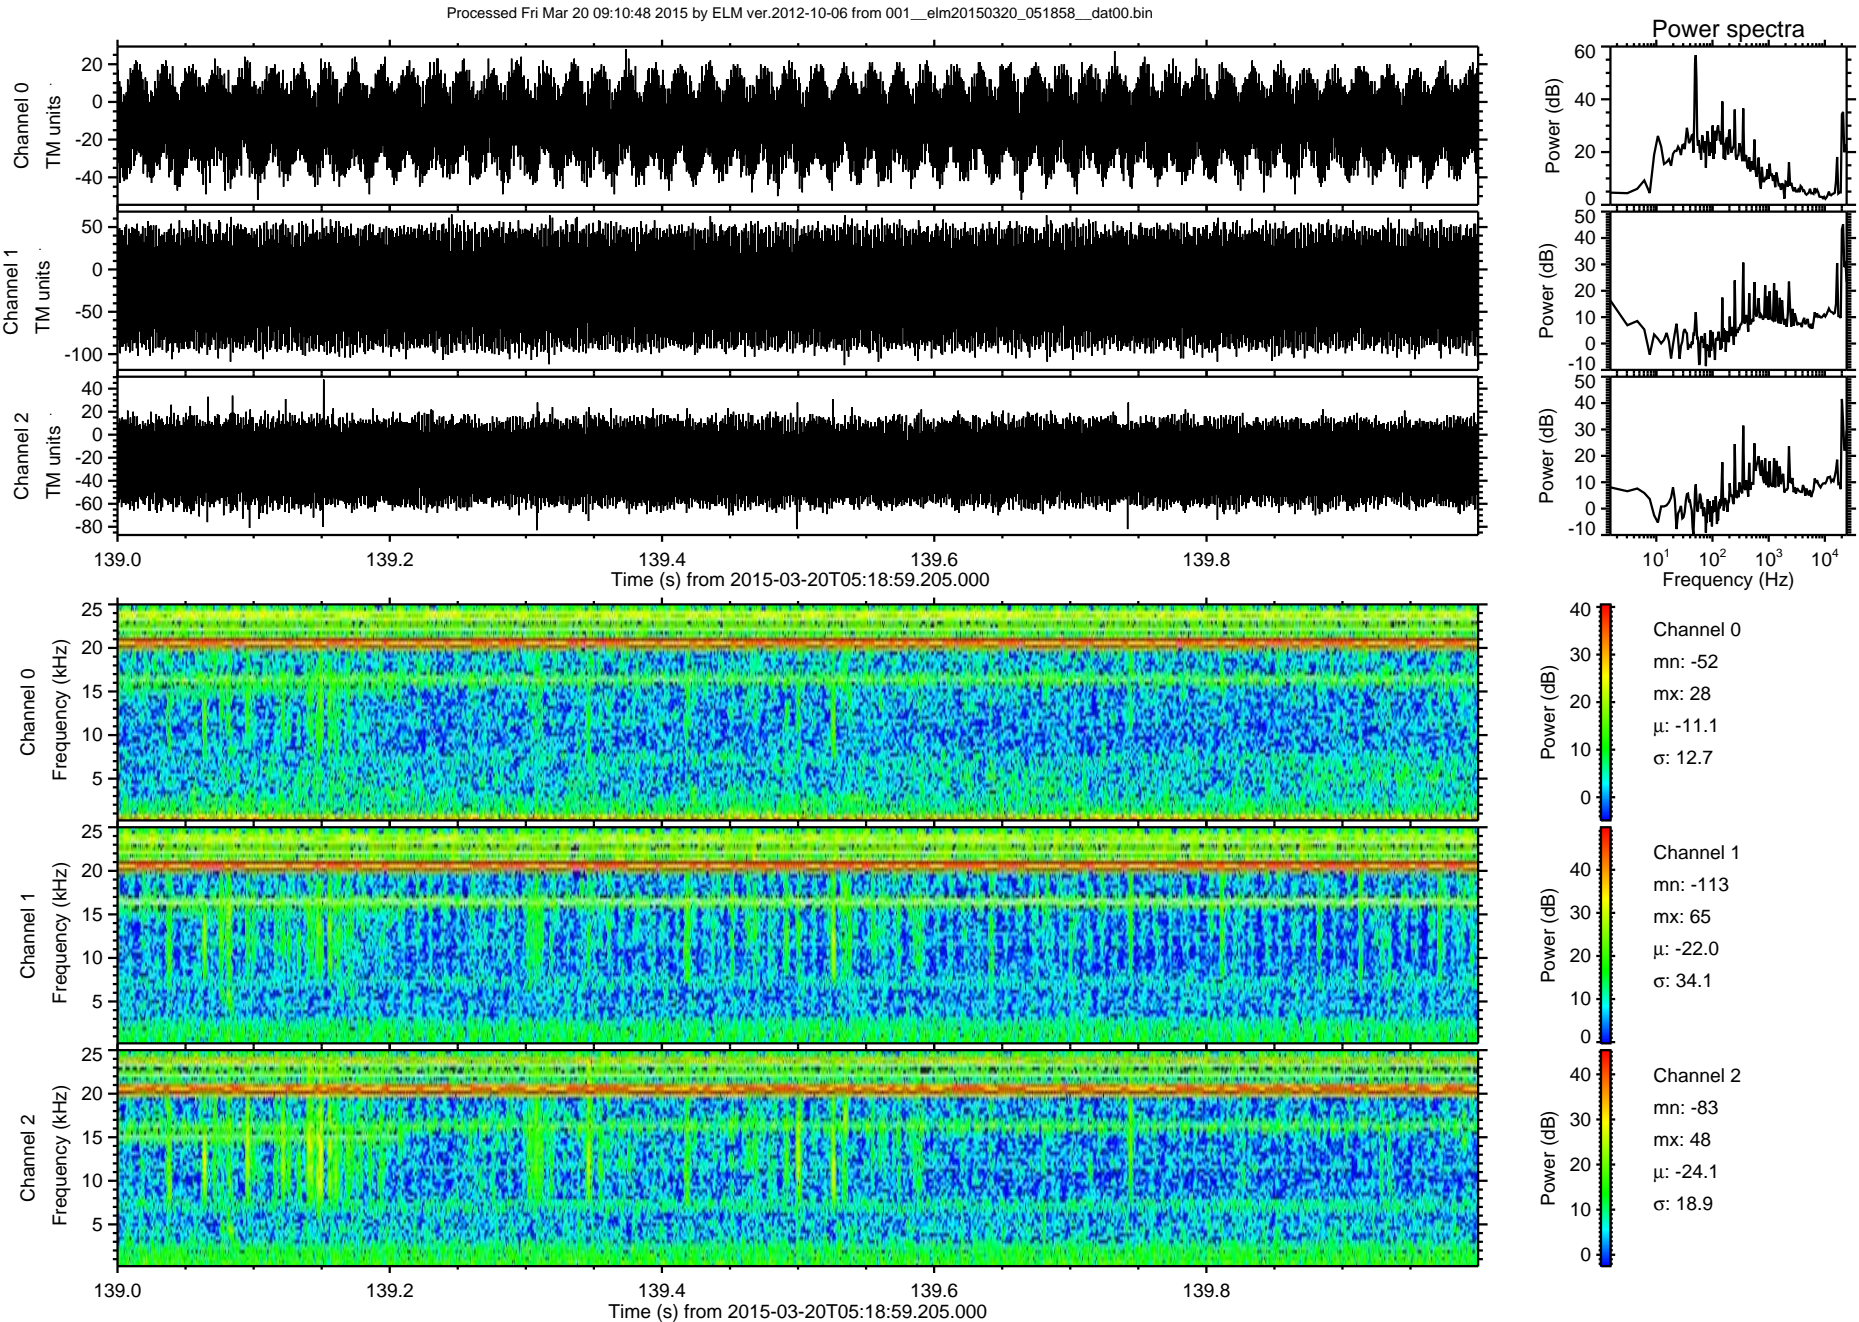 Processed Fri Mar 20 09:10:48 2015 by ELM ver.2012-10-06 from 001__elm20150320_051858__dat00.bin
Power spectra
Channel 0
TM units
20
0
-20
-40
Power (dB)
60
40
20
0
Channel 1
TM units
50
0
-50
-100
Power (dB)
50
40
30
20
10
0
-10
Channel 2
TM units
40
20
0
-20
-40
-60
-80
Power (dB)
50
40
30
20
10
0
-10
139.0 139.2 139.4 139.6 139.8
Time (s) from 2015-03-20T05:18:59.205.000
10^1 10^2 10^3 10^4
Frequency (Hz)
Channel 0
Frequency (kHz)
25
20
15
10
5
Power (dB)
40
30
20
10
0
Channel 0
mn: -52
mx: 28
μ: -11.1
σ: 12.7
Channel 1
Frequency (kHz)
25
20
15
10
5
Power (dB)
40
30
20
10
0
Channel 1
mn: -113
mx: 65
μ: -22.0
σ: 34.1
Channel 2
Frequency (kHz)
25
20
15
10
5
Power (dB)
40
30
20
10
0
Channel 2
mn: -83
mx: 48
μ: -24.1
σ: 18.9
139.0 139.2 139.4 139.6 139.8
Time (s) from 2015-03-20T05:18:59.205.000